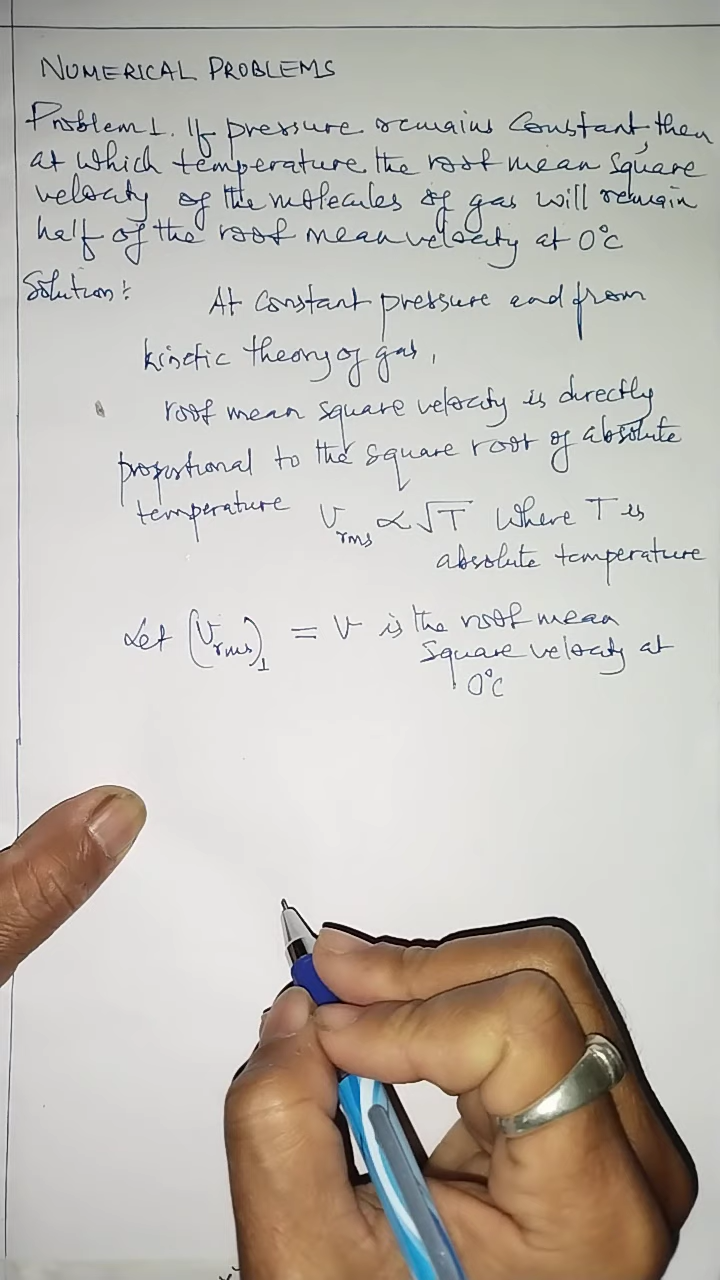 NUMERICAL PROBLEMS
Problem 1. If pressure remains constant, then
at which temperature the root mean square
velocity of the molecules of gas will remain
half of the root mean velocity at 0°C
Solution:
At constant pressure and from
kinetic theory of gas,
root mean square velocity is directly
proportional to the square root of absolute
temperature Vrms ∝ √T where T is
absolute temperature
Let (Vrms)1 = V is the root mean
square velocity at
0°C